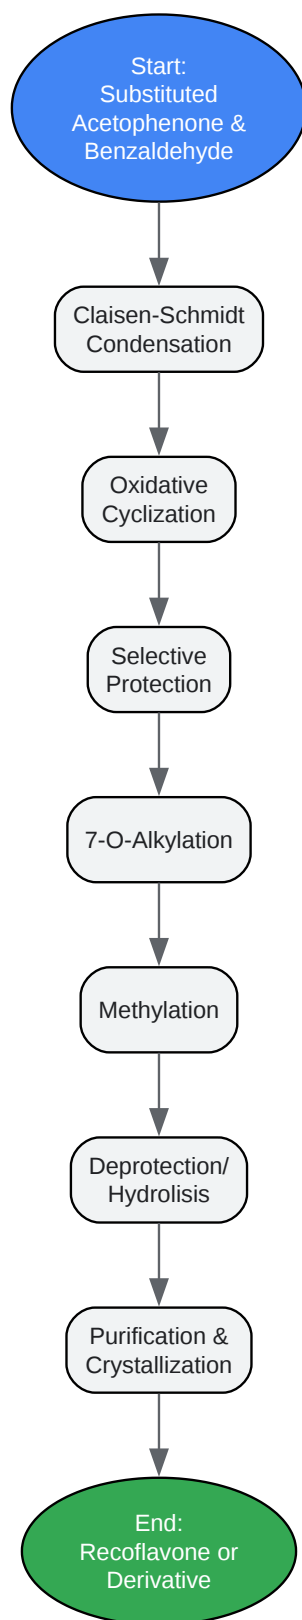 Start:
Substituted
Acetophenone &
Benzaldehyde
Claisen-Schmidt
Condensation
Oxidative
Cyclization
Selective
Protection
7-O-Alkylation
Methylation
Deprotection/
Hydrolisis
Purification &
Crystallization
End:
Recoflavone or
Derivative